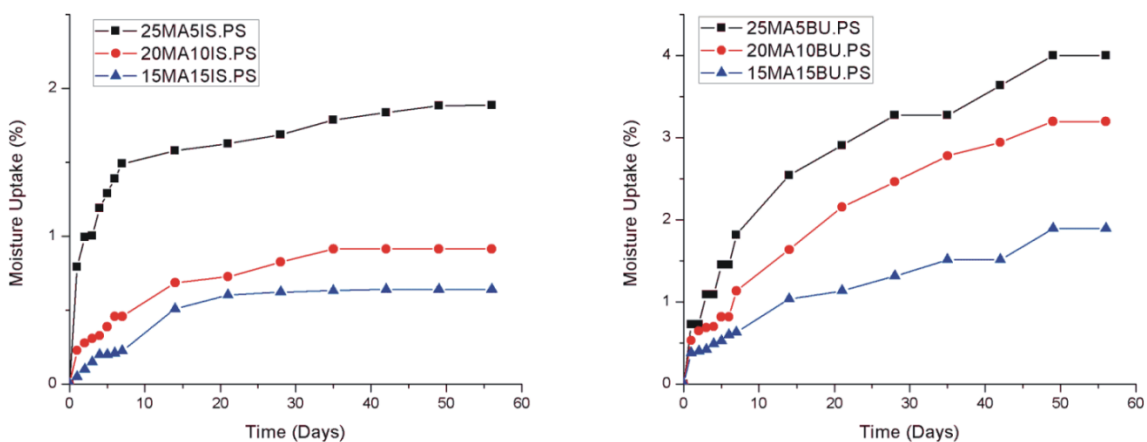 25MA5IS.PS
20MA10IS.PS
15MA15IS.PS
2
1
0
0 10 20 30 40 50 60
Moisture Uptake (%)
Time (Days)
25MA5BU.PS
20MA10BU.PS
15MA15BU.PS
4
3
2
1
0
0 10 20 30 40 50 60
Moisture Uptake (%)
Time (Days)